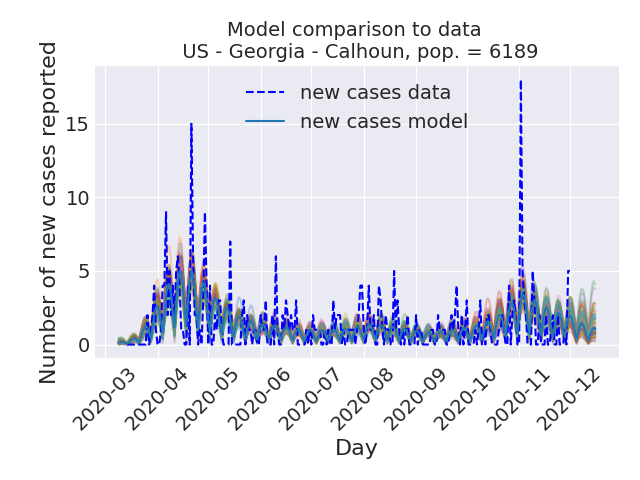 Model comparison to data
US - Georgia - Calhoun, pop. = 6189
new cases data
new cases model
Number of new cases reported
15
10
5
0
2020-03
2020-04
2020-05
2020-06
2020-07
2020-08
2020-09
2020-10
2020-11
2020-12
Day